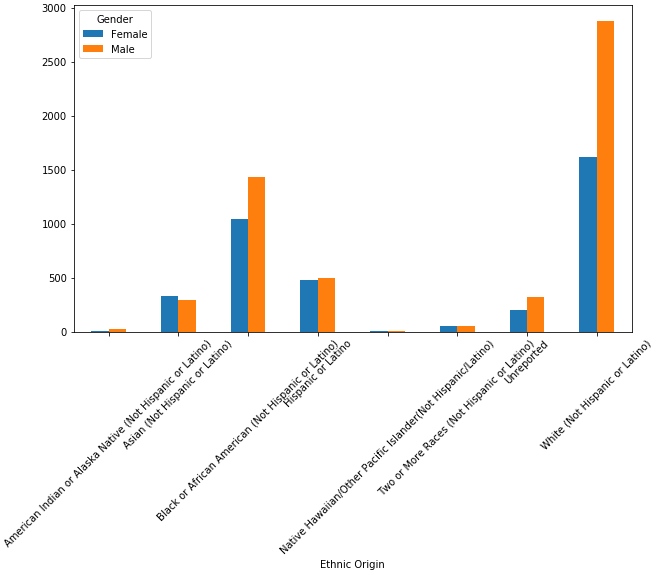 3000
2500
2000
1500
1000
500
0
Gender
Female
Male
American Indian or Alaska Native (Not Hispanic or Latino)
Asian (Not Hispanic or Latino)
Black or African American (Not Hispanic or Latino)
Hispanic or Latino
Native Hawaiian/Other Pacific Islander(Not Hispanic/Latino)
Two or More Races (Not Hispanic or Latino)
Unreported
White (Not Hispanic or Latino)
Ethnic Origin